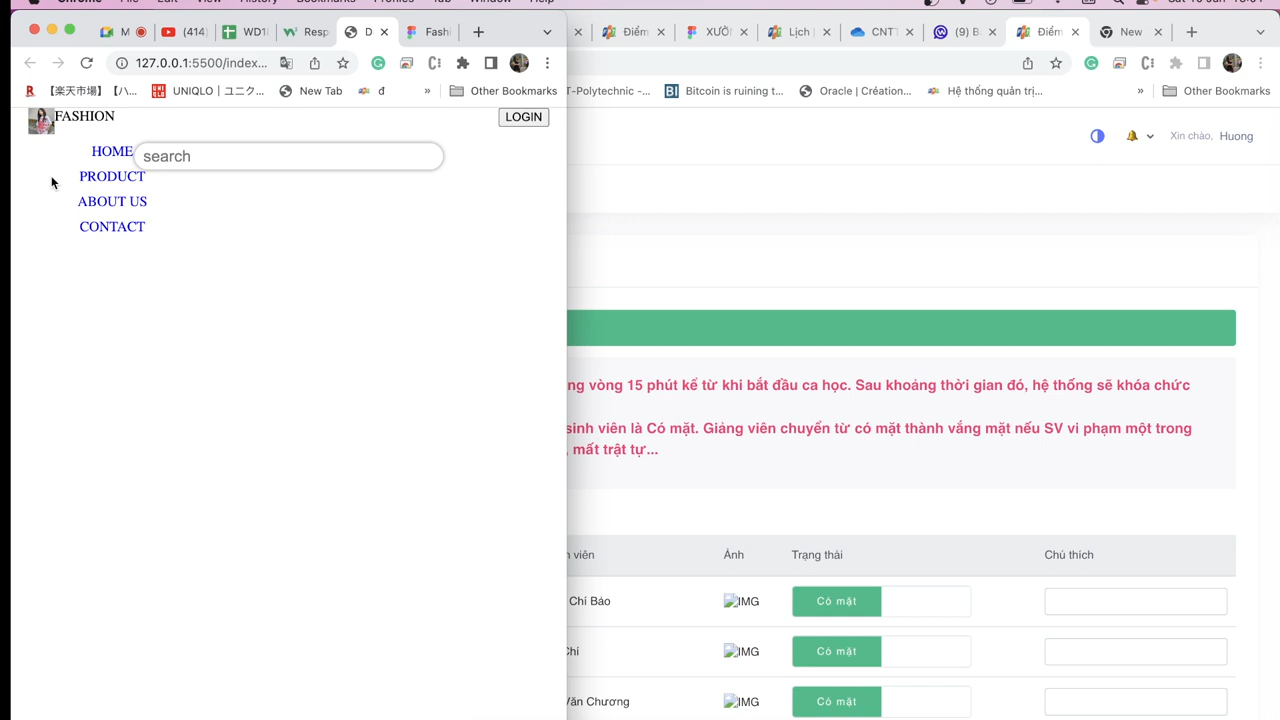 Chrome File Edit View History Bookmarks Profiles Tab Window Help
M (414) WD1 Resp D Fashi
Điểm XƯỞN Lịch CNTT (9) B Điểm New
127.0.0.1:5500/index...
【楽天市場】【ハ... UNIQLO | ユニク... New Tab đ » Other Bookmarks
T-Polytechnic -... Bitcoin is ruining t... Oracle | Création... Hệ thống quản trị... » Other Bookmarks
FASHION
LOGIN
HOME
search
PRODUCT
ABOUT US
CONTACT
Xin chào, Huong
ng vòng 15 phút kể từ khi bắt đầu ca học. Sau khoảng thời gian đó, hệ thống sẽ khóa chức
sinh viên là Có mặt. Giảng viên chuyển từ có mặt thành vắng mặt nếu SV vi phạm một trong
, mất trật tự...
viên Ảnh Trạng thái Chú thích
Chí Bảo IMG Có mặt
Chí IMG Có mặt
Văn Chương IMG Có mặt